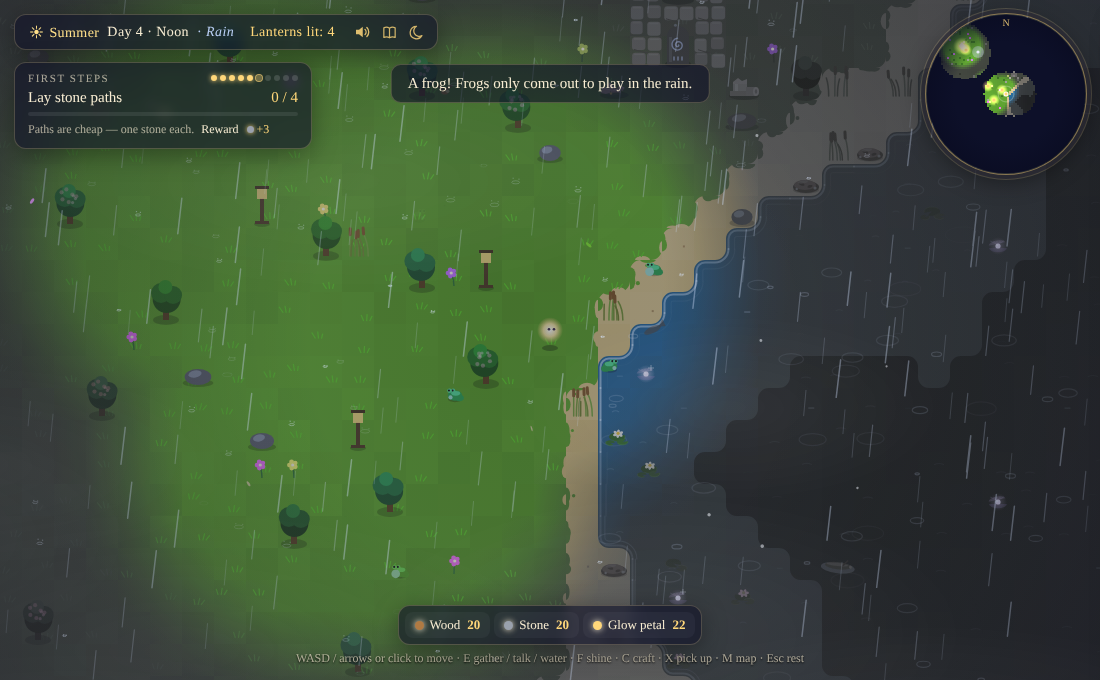 Summer Day 4 · Noon · Rain Lanterns lit: 4
FIRST STEPS
Lay stone paths 0 / 4
Paths are cheap — one stone each. Reward +3
A frog! Frogs only come out to play in the rain.
N
Wood 20 Stone 20 Glow petal 22
WASD / arrows or click to move · E gather / talk / water · F shine · C craft · X pick up · M map · Esc rest